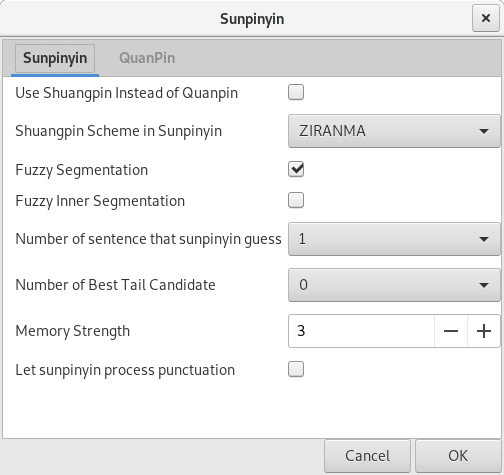 Sunpinyin
Sunpinyin QuanPin
Use Shuangpin Instead of Quanpin
Shuangpin Scheme in Sunpinyin ZIRANMA
Fuzzy Segmentation
Fuzzy Inner Segmentation
Number of sentence that sunpinyin guess 1
Number of Best Tail Candidate 0
Memory Strength 3
Let sunpinyin process punctuation
Cancel OK